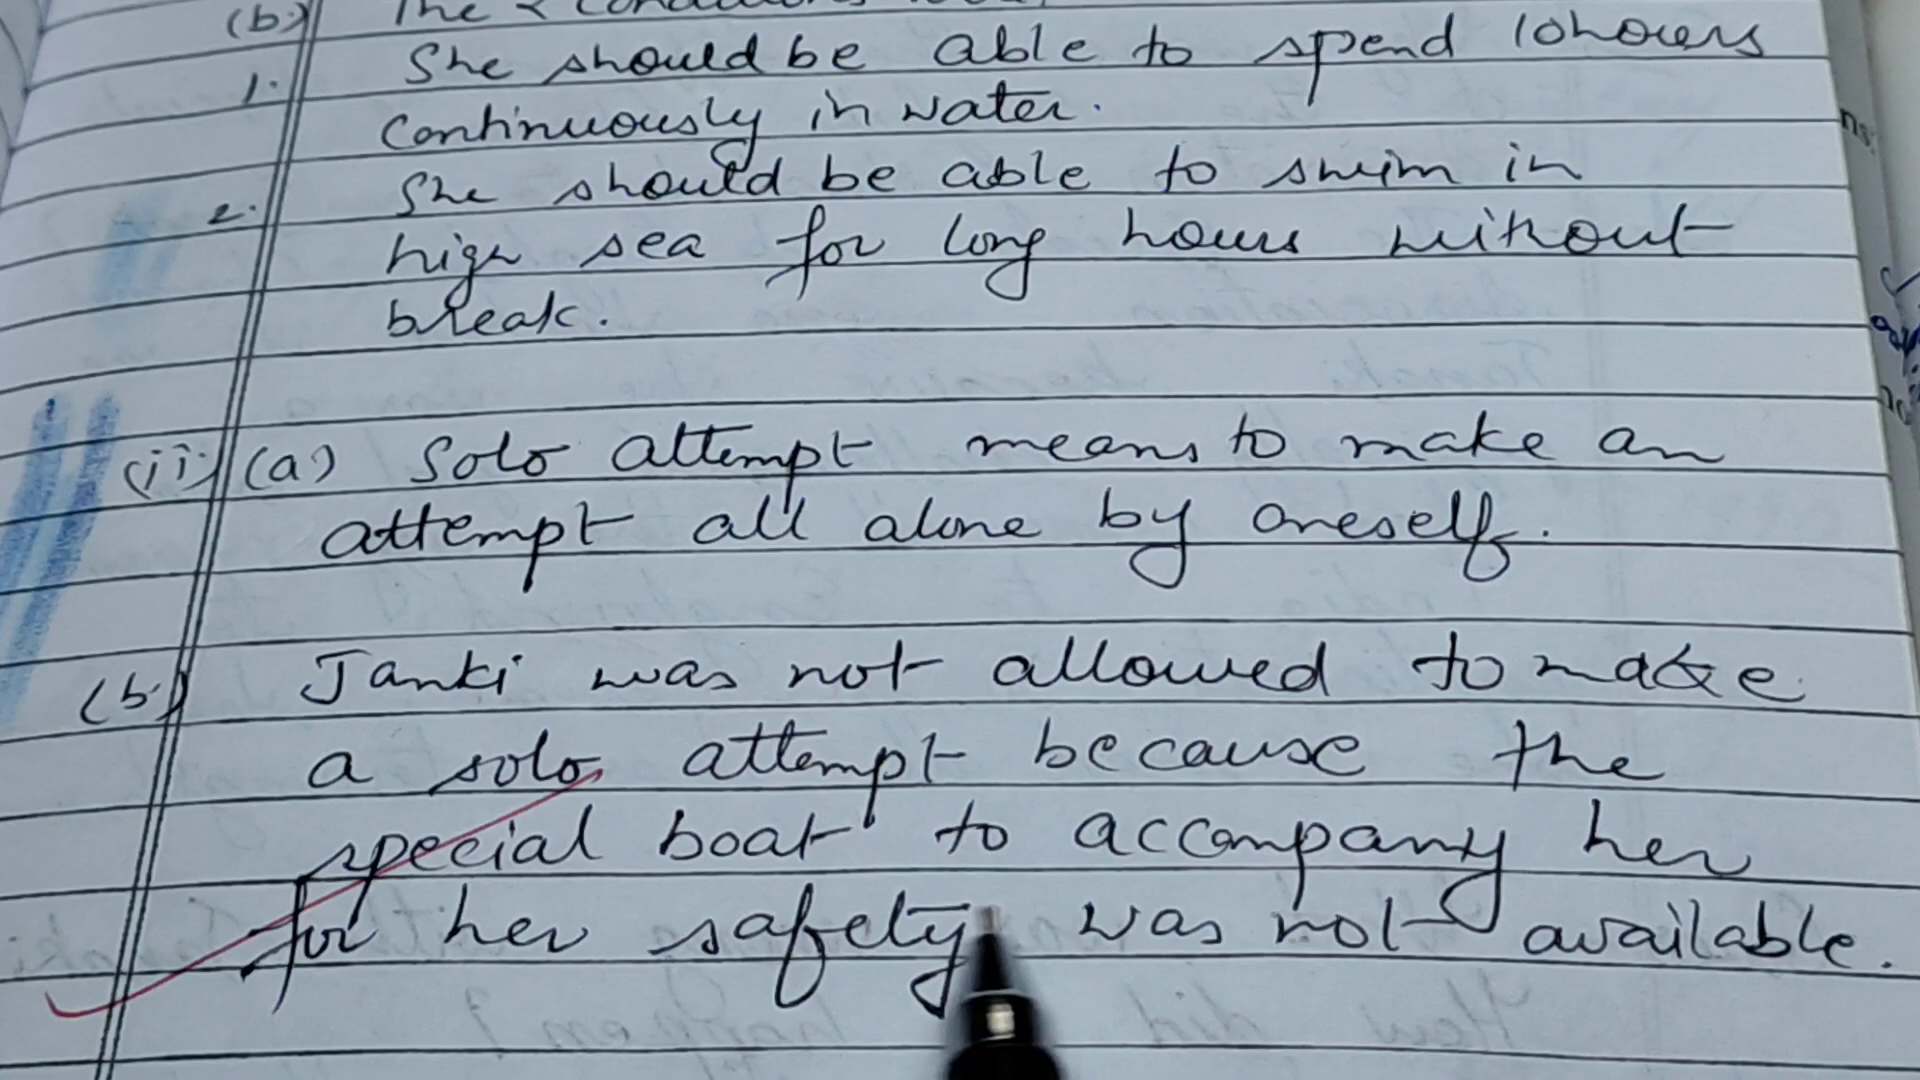 (b.) The 2 conditions
1. She should be able to spend 10 hours
continuously in water.
2. She should be able to swim in
high sea for long hours without
break.
(ii) (a) Solo attempt means to make an
attempt all alone by oneself.
(b.) Janki was not allowed to make
a solo attempt because the
special boat to accompany her
for her safety was not available.